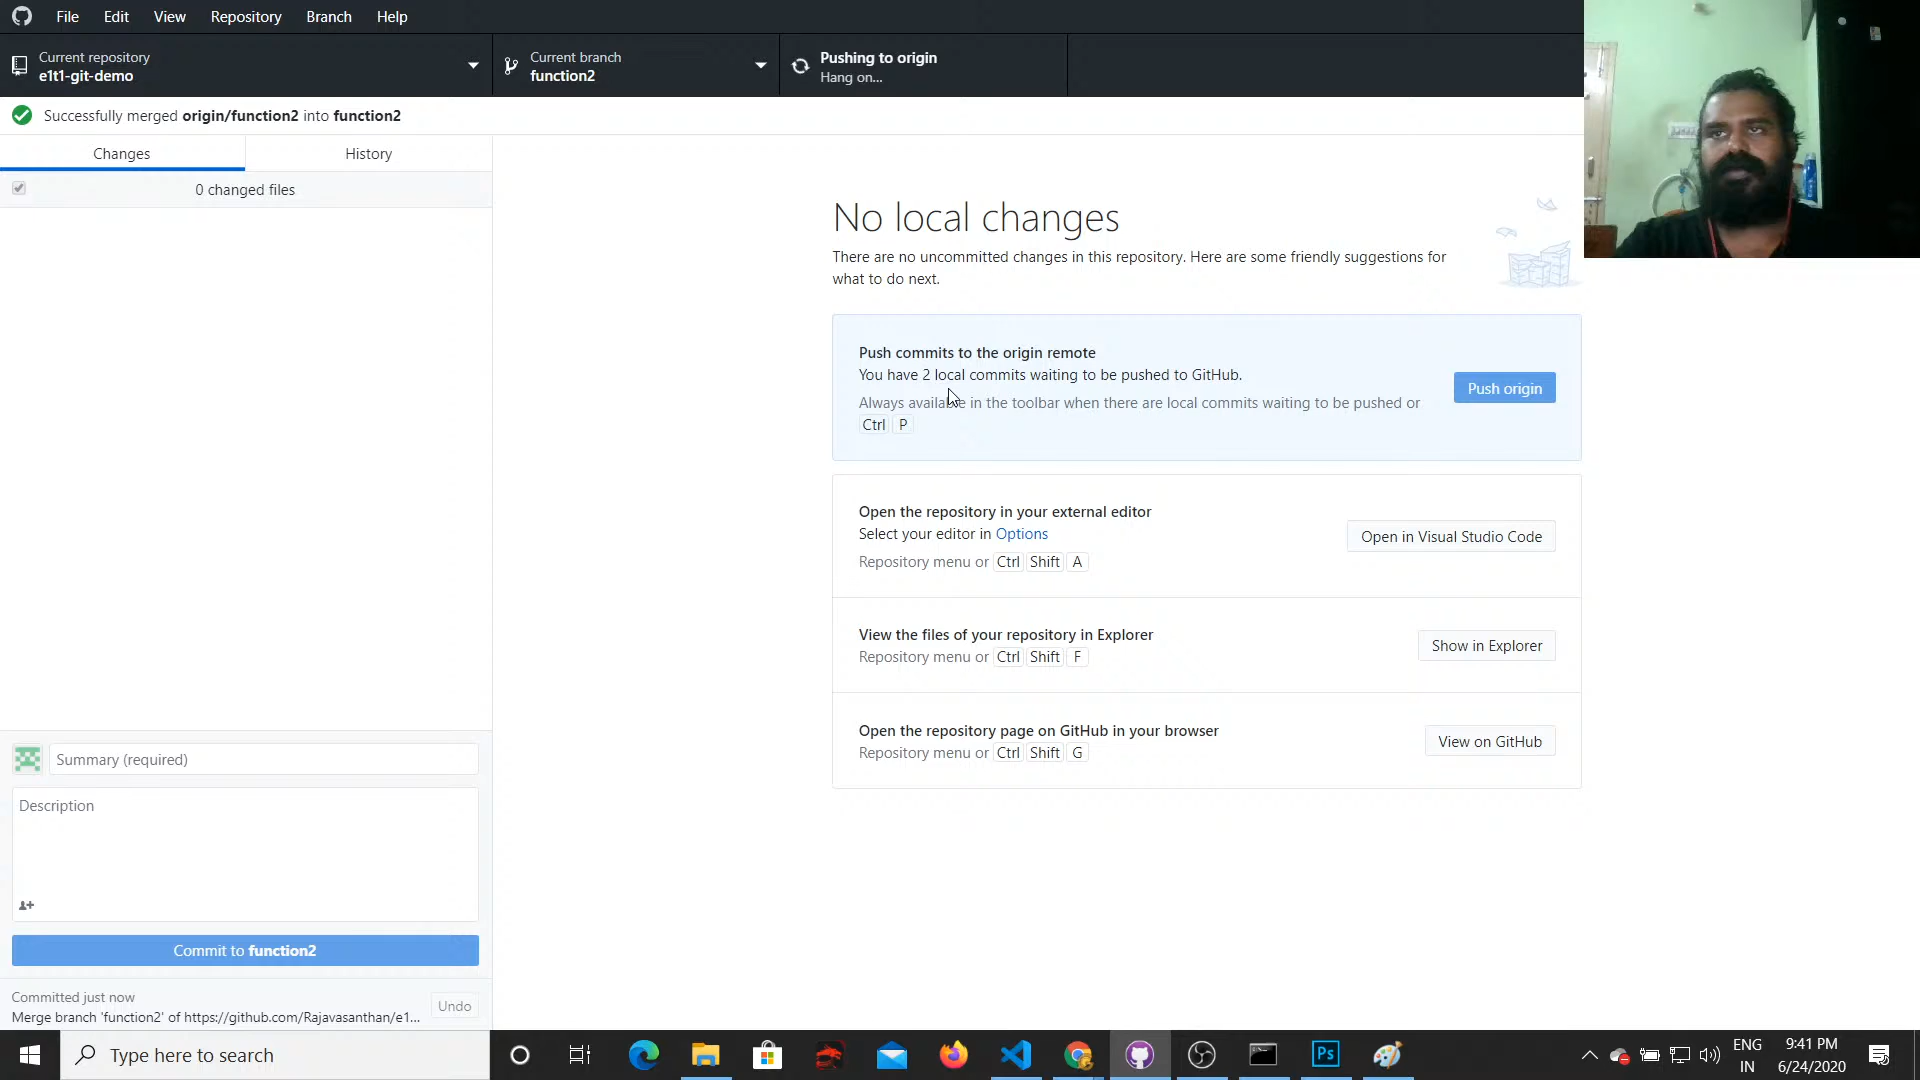 File Edit View Repository Branch Help
Current repository
e1t1-git-demo
Current branch
function2
Pushing to origin
Hang on...
Successfully merged origin/function2 into function2
Changes
History
0 changed files
No local changes
There are no uncommitted changes in this repository. Here are some friendly suggestions for
what to do next.
Push commits to the origin remote
You have 2 local commits waiting to be pushed to GitHub.
Always available in the toolbar when there are local commits waiting to be pushed or
Ctrl P
Push origin
Open the repository in your external editor
Select your editor in Options
Repository menu or Ctrl Shift A
Open in Visual Studio Code
View the files of your repository in Explorer
Repository menu or Ctrl Shift F
Show in Explorer
Open the repository page on GitHub in your browser
Repository menu or Ctrl Shift G
View on GitHub
Summary (required)
Description
Commit to function2
Committed just now
Merge branch 'function2' of https://github.com/Rajavasanthan/e1...
Undo
Type here to search
Ps
ENG
IN
9:41 PM
6/24/2020